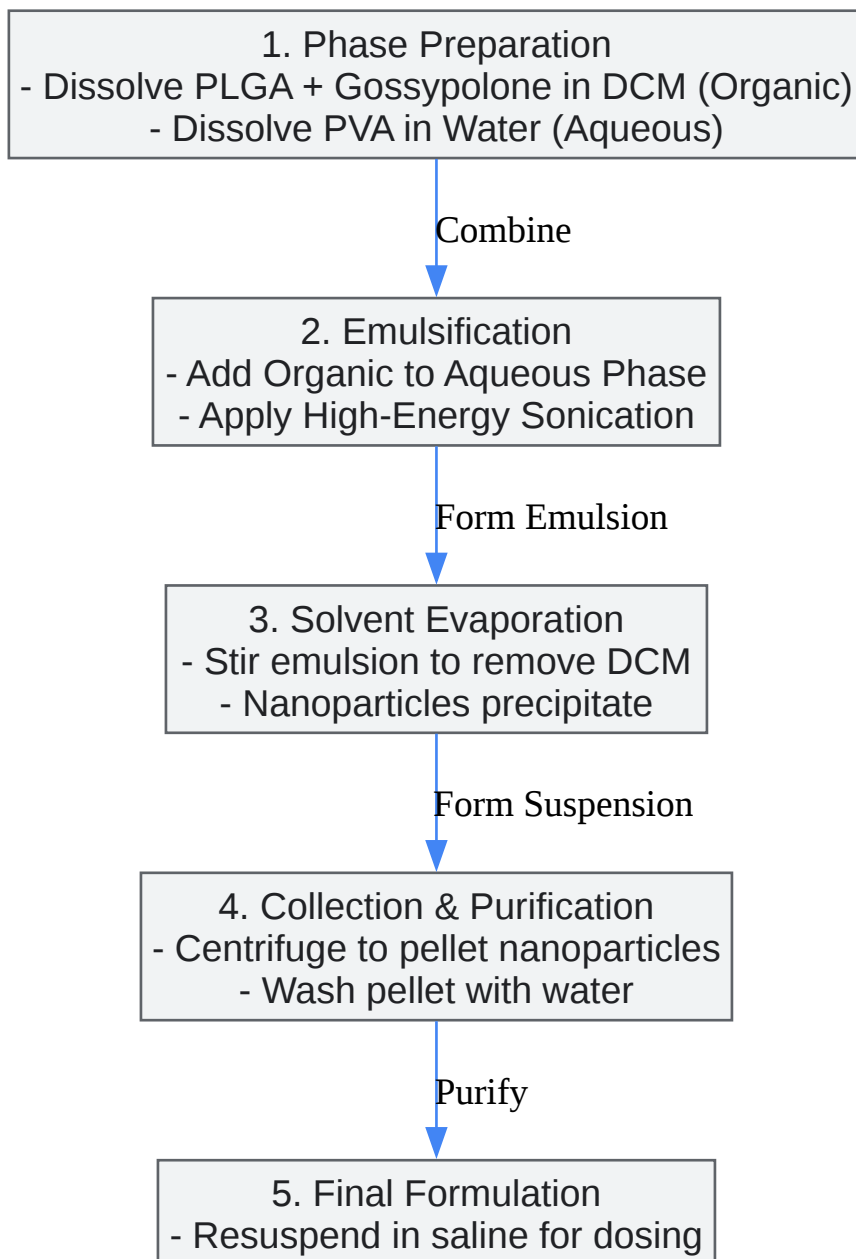 1. Phase Preparation
- Dissolve PLGA + Gossypolone in DCM (Organic)
- Dissolve PVA in Water (Aqueous)
Combine
2. Emulsification
- Add Organic to Aqueous Phase
- Apply High-Energy Sonication
Form Emulsion
3. Solvent Evaporation
- Stir emulsion to remove DCM
- Nanoparticles precipitate
Form Suspension
4. Collection & Purification
- Centrifuge to pellet nanoparticles
- Wash pellet with water
Purify
5. Final Formulation
- Resuspend in saline for dosing